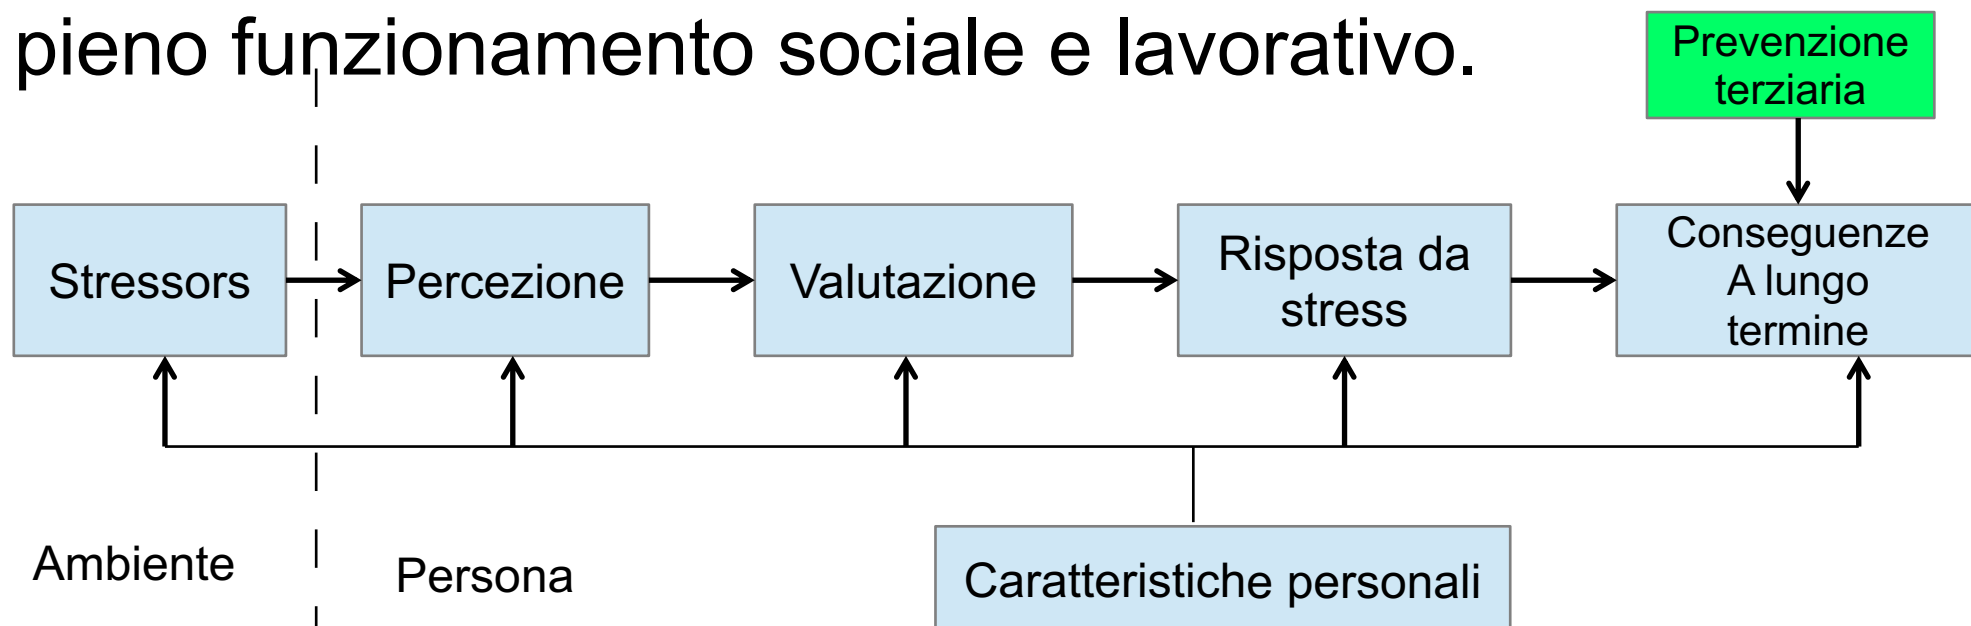 pieno funzionamento sociale e lavorativo.
Prevenzione
terziaria
Stressors
Percezione
Valutazione
Risposta da
stress
Conseguenze
A lungo
termine
Ambiente
Persona
Caratteristiche personali